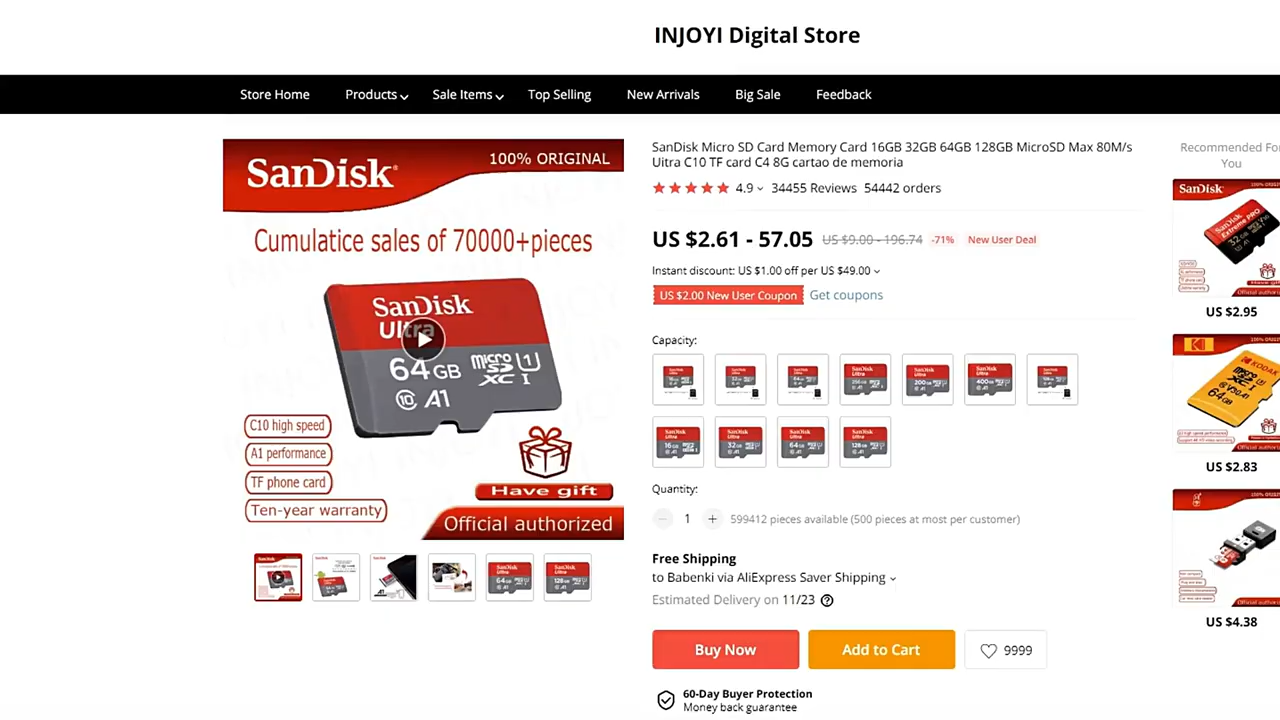 INJOYI Digital Store
Store Home Products Sale Items Top Selling New Arrivals Big Sale Feedback
SanDisk®
100% ORIGINAL
Cumulatice sales of 70000+pieces
SanDisk
Ultra
64GB
micro
SD
XC I
U1
10 A1
C10 high speed
A1 performance
TF phone card
Ten-year warranty
Have gift
Official authorized
SanDisk Micro SD Card Memory Card 16GB 32GB 64GB 128GB MicroSD Max 80M/s
Uitra C10 TF card C4 8G cartao de memoria
4.9 34455 Reviews 54442 orders
US $2.61 - 57.05 US $9.00 - 196.74 -71% New User Deal
Instant discount: US $1.00 off per US $49.00
US $2.00 New User Coupon Get coupons
Capacity:
Quantity:
1 599412 pieces available (500 pieces at most per customer)
Free Shipping
to Babenki via AliExpress Saver Shipping
Estimated Delivery on 11/23
Buy Now Add to Cart 9999
60-Day Buyer Protection
Money back guarantee
Recommended For
You
SanDisk
Extreme PRO
32GB
US $2.95
Kodak
64GB
US $2.83
US $4.38